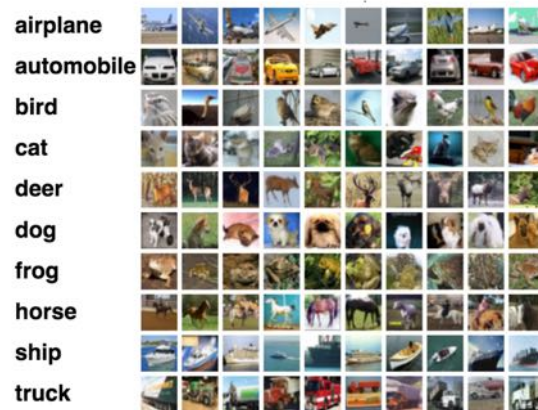 airplane
automobile
bird
cat
deer
dog
frog
horse
ship
truck